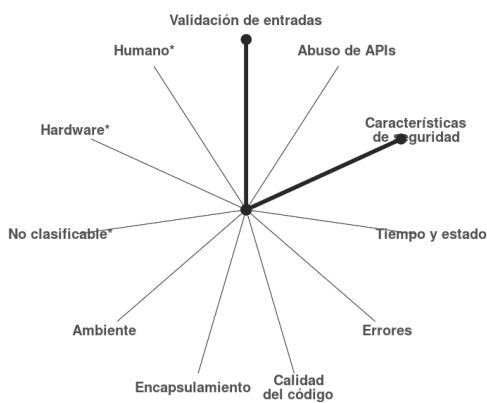 Validación de entradas
Humano*
Abuso de APIs
Hardware*
Características
de seguridad
No clasificable*
Tiempo y estado
Ambiente
Errores
Encapsulamiento
Calidad
del código